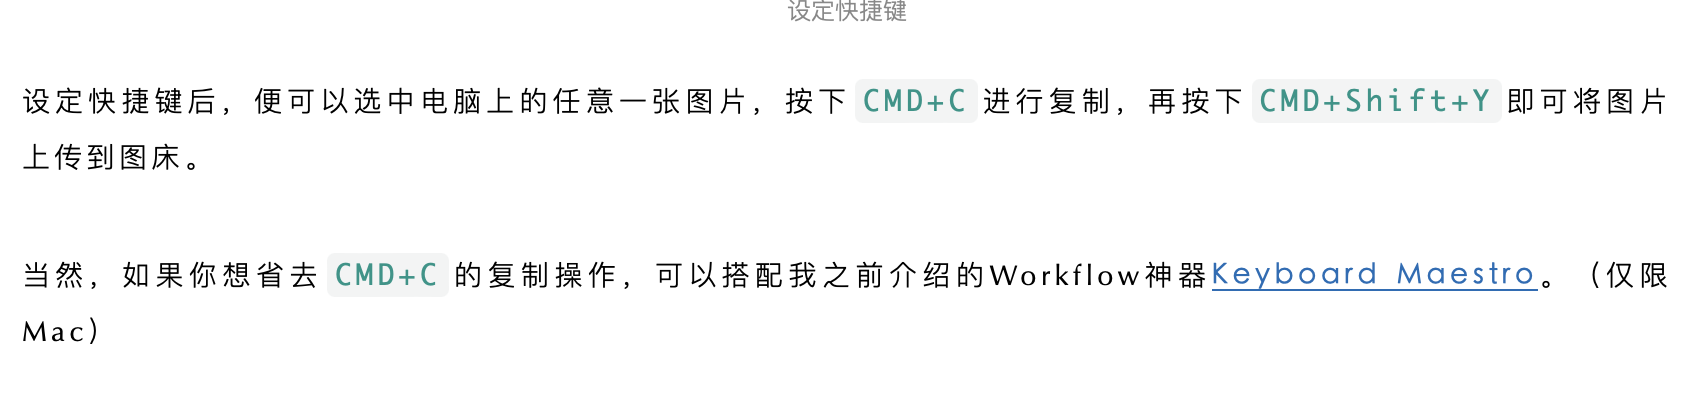 设定快捷键
设定快捷键后，便可以选中电脑上的任意一张图片，按下 CMD+C 进行复制，再按下 CMD+Shift+Y 即可将图片
上传到图床。
当然，如果你想省去 CMD+C 的复制操作，可以搭配我之前介绍的Workflow神器Keyboard Maestro。（仅限
Mac）